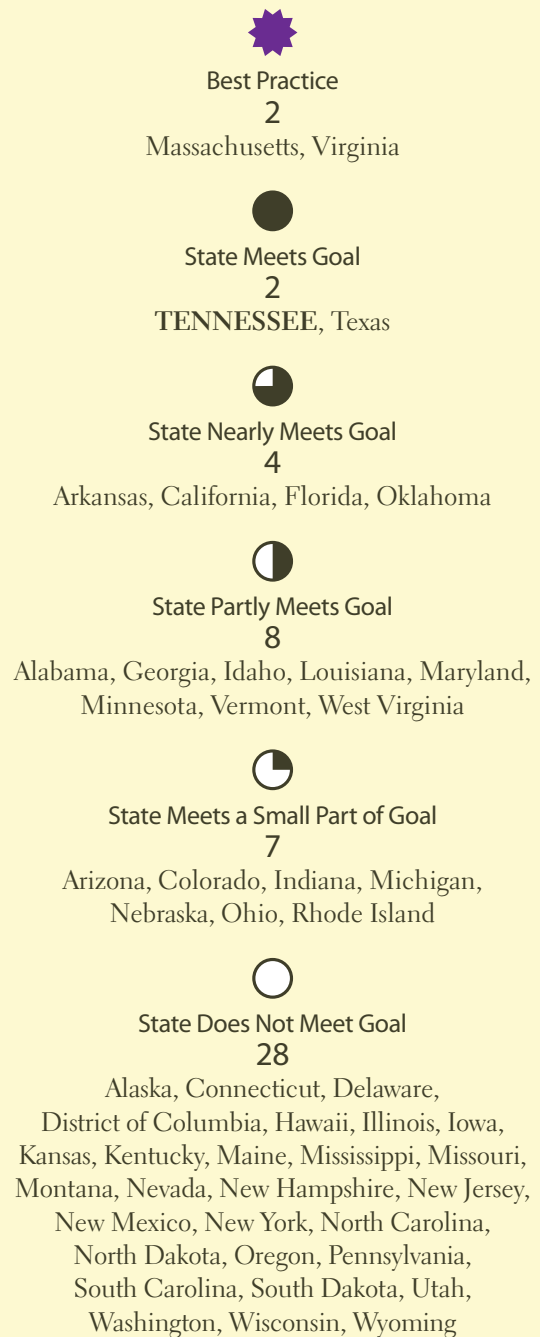 Best Practice
2
Massachusetts, Virginia
State Meets Goal
2
TENNESSEE, Texas
State Nearly Meets Goal
4
Arkansas, California, Florida, Oklahoma
State Partly Meets Goal
8
Alabama, Georgia, Idaho, Louisiana, Maryland,
Minnesota, Vermont, West Virginia
State Meets a Small Part of Goal
7
Arizona, Colorado, Indiana, Michigan,
Nebraska, Ohio, Rhode Island
State Does Not Meet Goal
28
Alaska, Connecticut, Delaware,
District of Columbia, Hawaii, Illinois, Iowa,
Kansas, Kentucky, Maine, Mississippi, Missouri,
Montana, Nevada, New Hampshire, New Jersey,
New Mexico, New York, North Carolina,
North Dakota, Oregon, Pennsylvania,
South Carolina, South Dakota, Utah,
Washington, Wisconsin, Wyoming